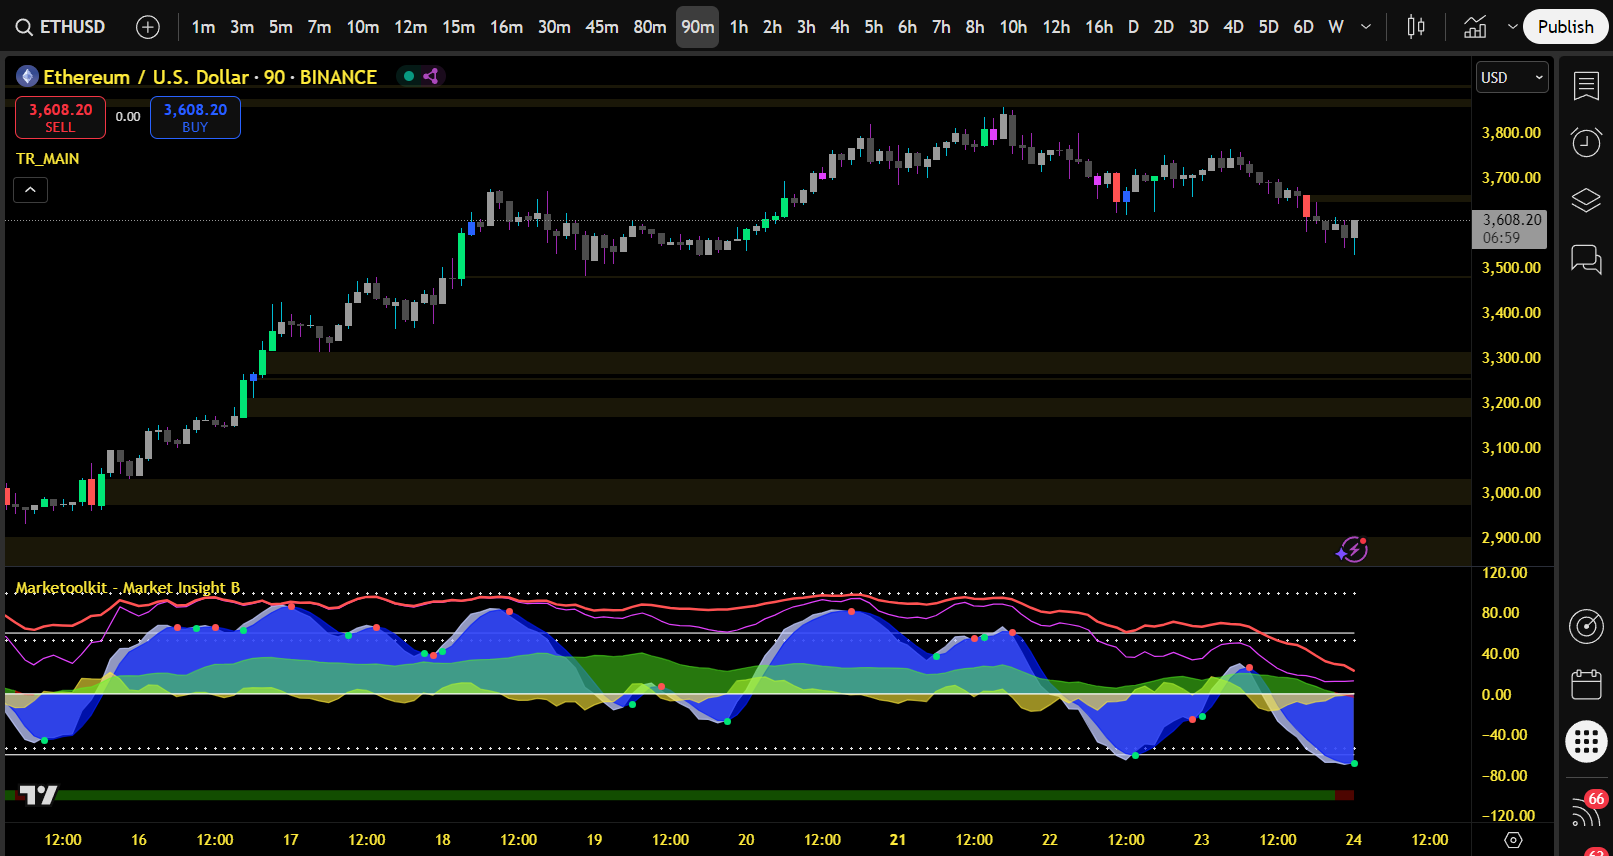 ETHUSD
1m 3m 5m 7m 10m 12m 15m 16m 30m 45m 80m 90m 1h 2h 3h 4h 5h 6h 7h 8h 10h 12h 16h D 2D 3D 4D 5D 6D W
Publish
Ethereum / U.S. Dollar · 90 · BINANCE
USD
3,608.20
SELL
0.00
3,608.20
BUY
TR_MAIN
3,800.00
3,700.00
3,608.20
06:59
3,500.00
3,400.00
3,300.00
3,200.00
3,100.00
3,000.00
2,900.00
Marketoolkit - Market Insight B
120.00
80.00
40.00
0.00
−40.00
−80.00
−120.00
66
12:00 16 12:00 17 12:00 18 12:00 19 12:00 20 12:00 21 12:00 22 12:00 23 12:00 24 12:00